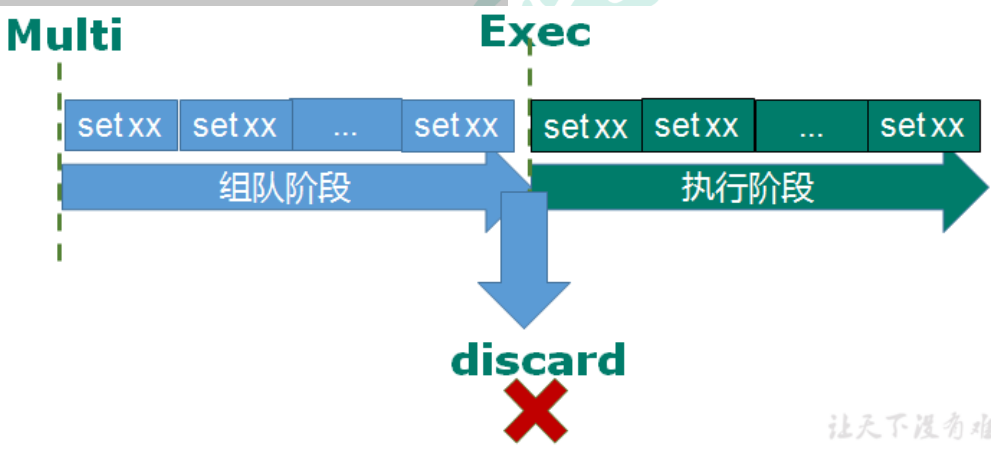 Multi Exec
set xx set xx ... set xx set xx set xx ... set xx
组队阶段 执行阶段
discard
让天下没有难